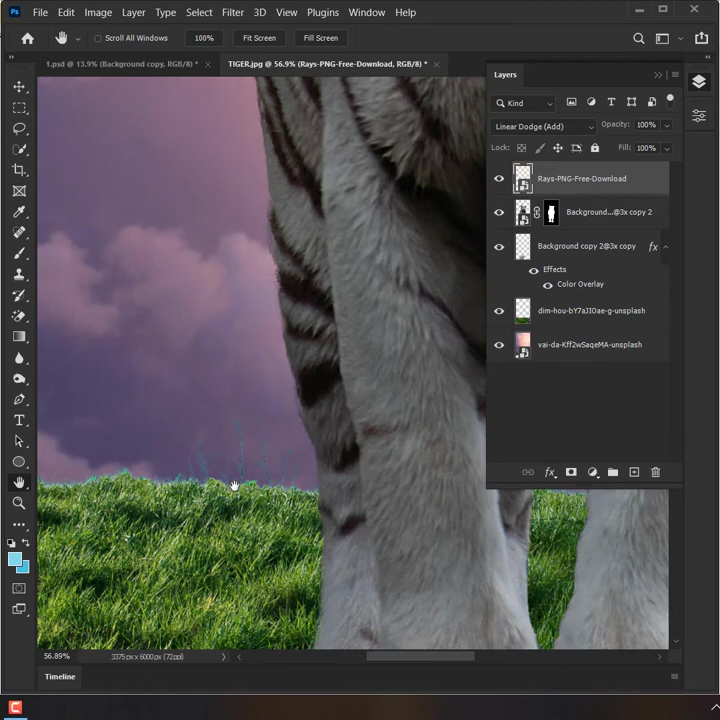 Ps File Edit Image Layer Type Select Filter 3D View Plugins Window Help
Scroll All Windows 100% Fit Screen Fill Screen
1.psd @ 13.9% (Background copy, RGB/8) * × TIGER.jpg @ 56.9% (Rays-PNG-Free-Download, RGB/8) * ×
Layers
Kind
Linear Dodge (Add) Opacity: 100%
Lock: Fill: 100%
Rays-PNG-Free-Download
Background...@3x copy 2
Background copy 2@3x copy fx
Effects
Color Overlay
dim-hou-bY7aJIOae-g-unsplash
vai-da-Kff2wSaqeMA-unsplash
fx
T
56.89% 3375 px x 6000 px (72 ppi)
Timeline